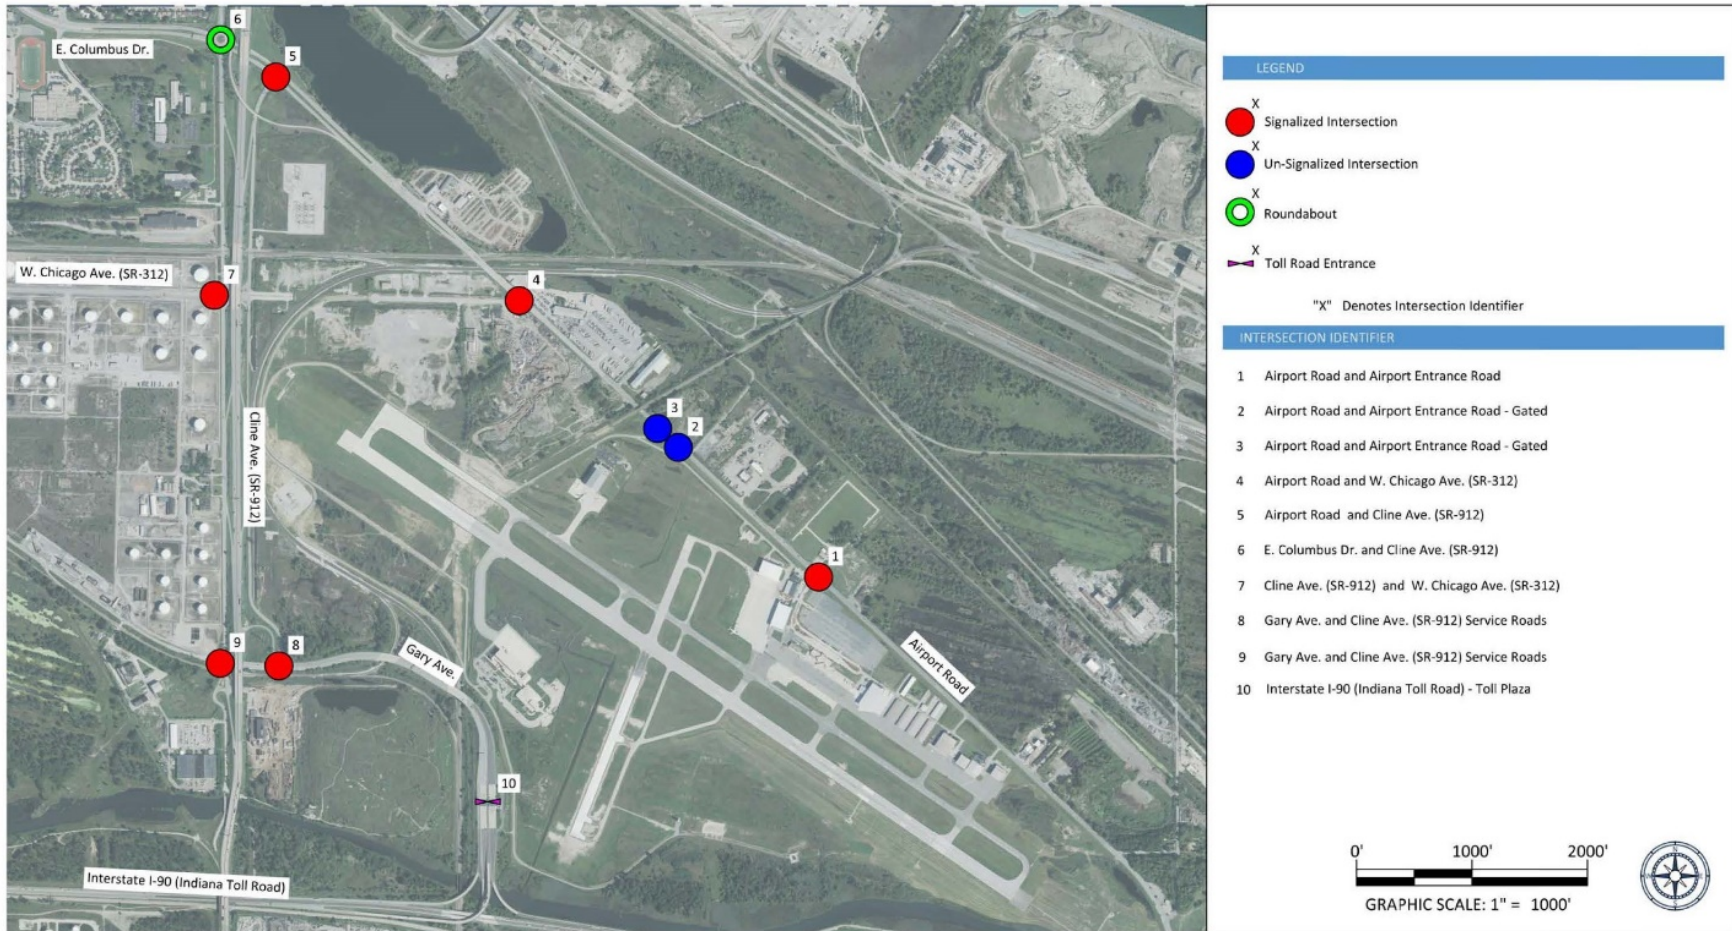 6
E. Columbus Dr.
5
W. Chicago Ave. (SR-312)
7
4
3
2
Cline Ave. (SR-912)
1
9
8
Gary Ave.
Airport Road
10
Interstate I-90 (Indiana Toll Road)
LEGEND
X
Signalized Intersection
X
Un-Signalized Intersection
X
Roundabout
X
Toll Road Entrance
"X" Denotes Intersection Identifier
INTERSECTION IDENTIFIER
1 Airport Road and Airport Entrance Road
2 Airport Road and Airport Entrance Road - Gated
3 Airport Road and Airport Entrance Road - Gated
4 Airport Road and W. Chicago Ave. (SR-312)
5 Airport Road and Cline Ave. (SR-912)
6 E. Columbus Dr. and Cline Ave. (SR-912)
7 Cline Ave. (SR-912) and W. Chicago Ave. (SR-312)
8 Gary Ave. and Cline Ave. (SR-912) Service Roads
9 Gary Ave. and Cline Ave. (SR-912) Service Roads
10 Interstate I-90 (Indiana Toll Road) - Toll Plaza
0' 1000' 2000'
GRAPHIC SCALE: 1" = 1000'